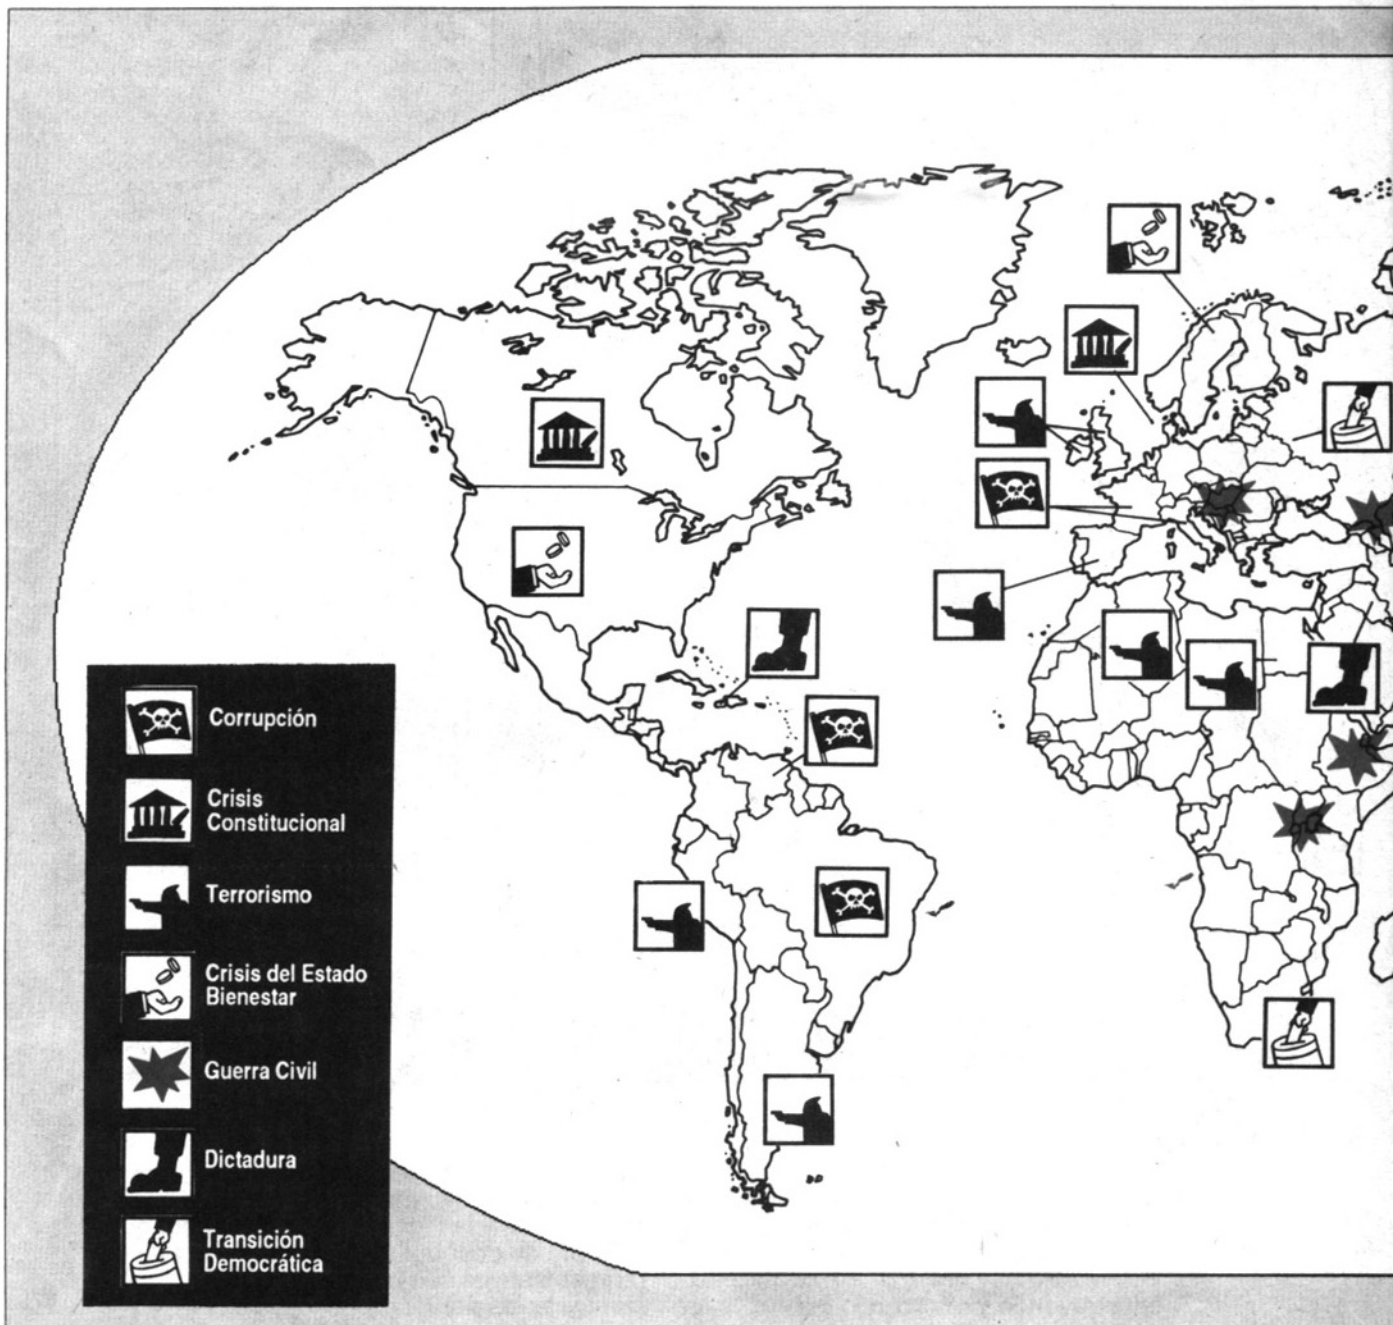 Corrupción
Crisis
Constitucional
Terrorismo
Crisis del Estado
Bienestar
Guerra Civil
Dictadura
Transición
Democrática